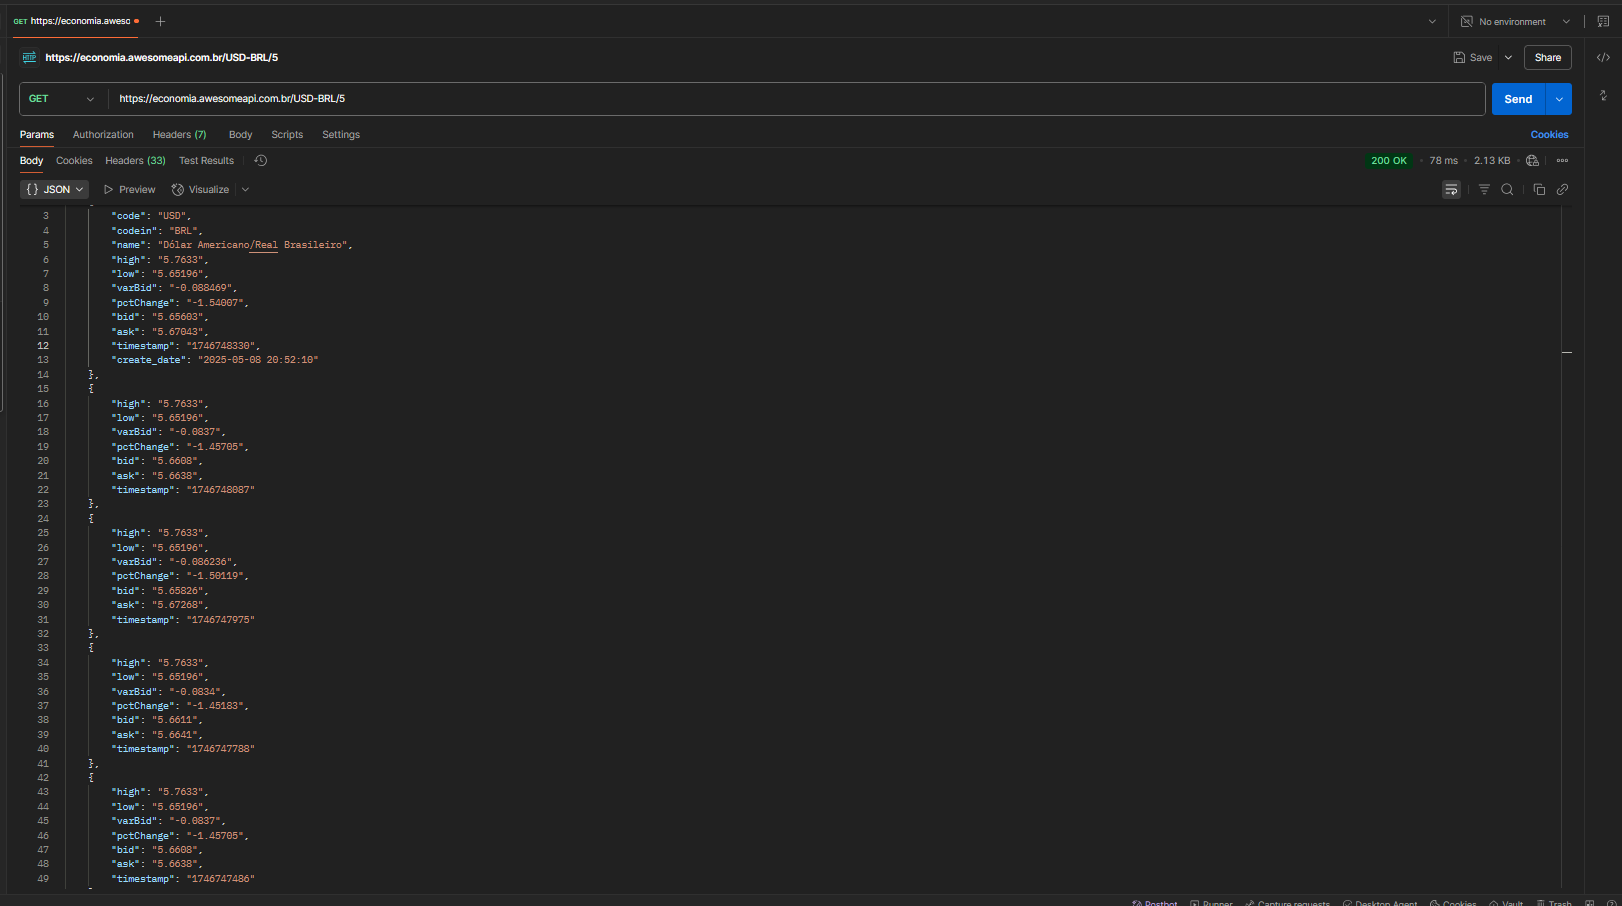 GET https://economia.aweso
No environment
HTTP https://economia.awesomeapi.com.br/USD-BRL/5
Save
Share
GET
https://economia.awesomeapi.com.br/USD-BRL/5
Send
Params Authorization Headers (7) Body Scripts Settings
Cookies
Body Cookies Headers (33) Test Results
200 OK • 78 ms • 2.13 KB •
{} JSON Preview Visualize
3 "code": "USD",
4 "codein": "BRL",
5 "name": "Dólar Americano/Real Brasileiro",
6 "high": "5.7633",
7 "low": "5.65196",
8 "varBid": "-0.088469",
9 "pctChange": "-1.54007",
10 "bid": "5.65603",
11 "ask": "5.67043",
12 "timestamp": "1746748330",
13 "create_date": "2025-05-08 20:52:10"
14 },
15 {
16 "high": "5.7633",
17 "low": "5.65196",
18 "varBid": "-0.0837",
19 "pctChange": "-1.45705",
20 "bid": "5.6608",
21 "ask": "5.6638",
22 "timestamp": "1746748087"
23 },
24 {
25 "high": "5.7633",
26 "low": "5.65196",
27 "varBid": "-0.086236",
28 "pctChange": "-1.50119",
29 "bid": "5.65826",
30 "ask": "5.67268",
31 "timestamp": "1746747975"
32 },
33 {
34 "high": "5.7633",
35 "low": "5.65196",
36 "varBid": "-0.0834",
37 "pctChange": "-1.45183",
38 "bid": "5.6611",
39 "ask": "5.6641",
40 "timestamp": "1746747788"
41 },
42 {
43 "high": "5.7633",
44 "low": "5.65196",
45 "varBid": "-0.0837",
46 "pctChange": "-1.45705",
47 "bid": "5.6608",
48 "ask": "5.6638",
49 "timestamp": "1746747486"
Postbot Runner Capture requests Desktop Agent Cookies Vault Trash